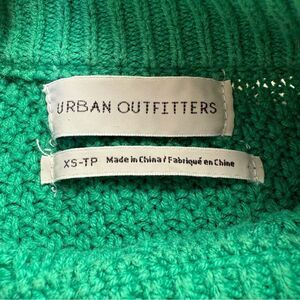 URBAN OUTFITTERS
XS-TP Made in China / Fabriqué en Chine